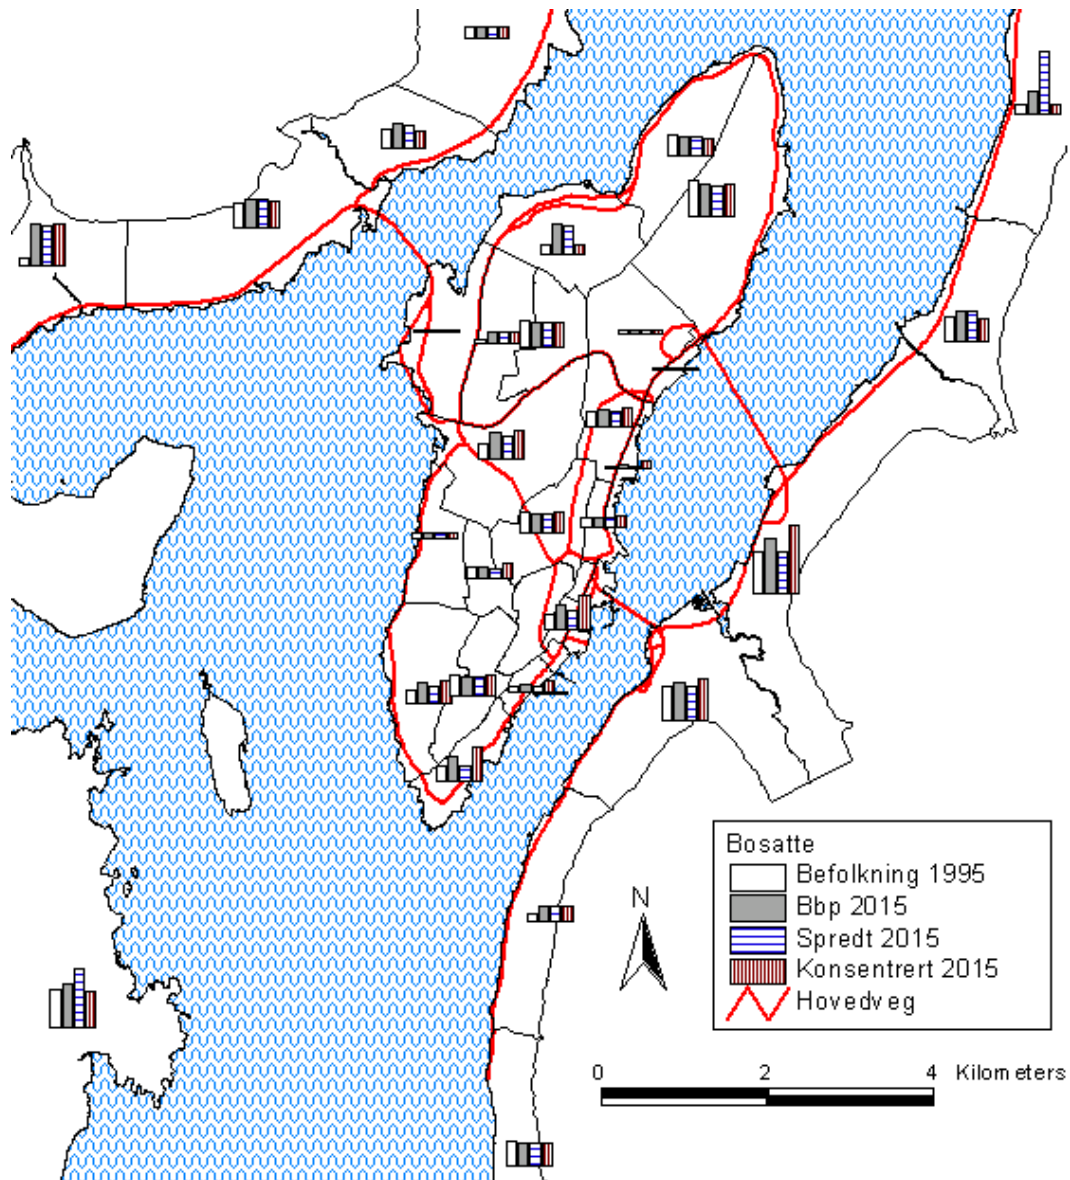 Bosatte
Befolkning 1995
Bbp 2015
Spredt 2015
Konsentrert 2015
Hovedveg
N
0 2 4 Kilometers